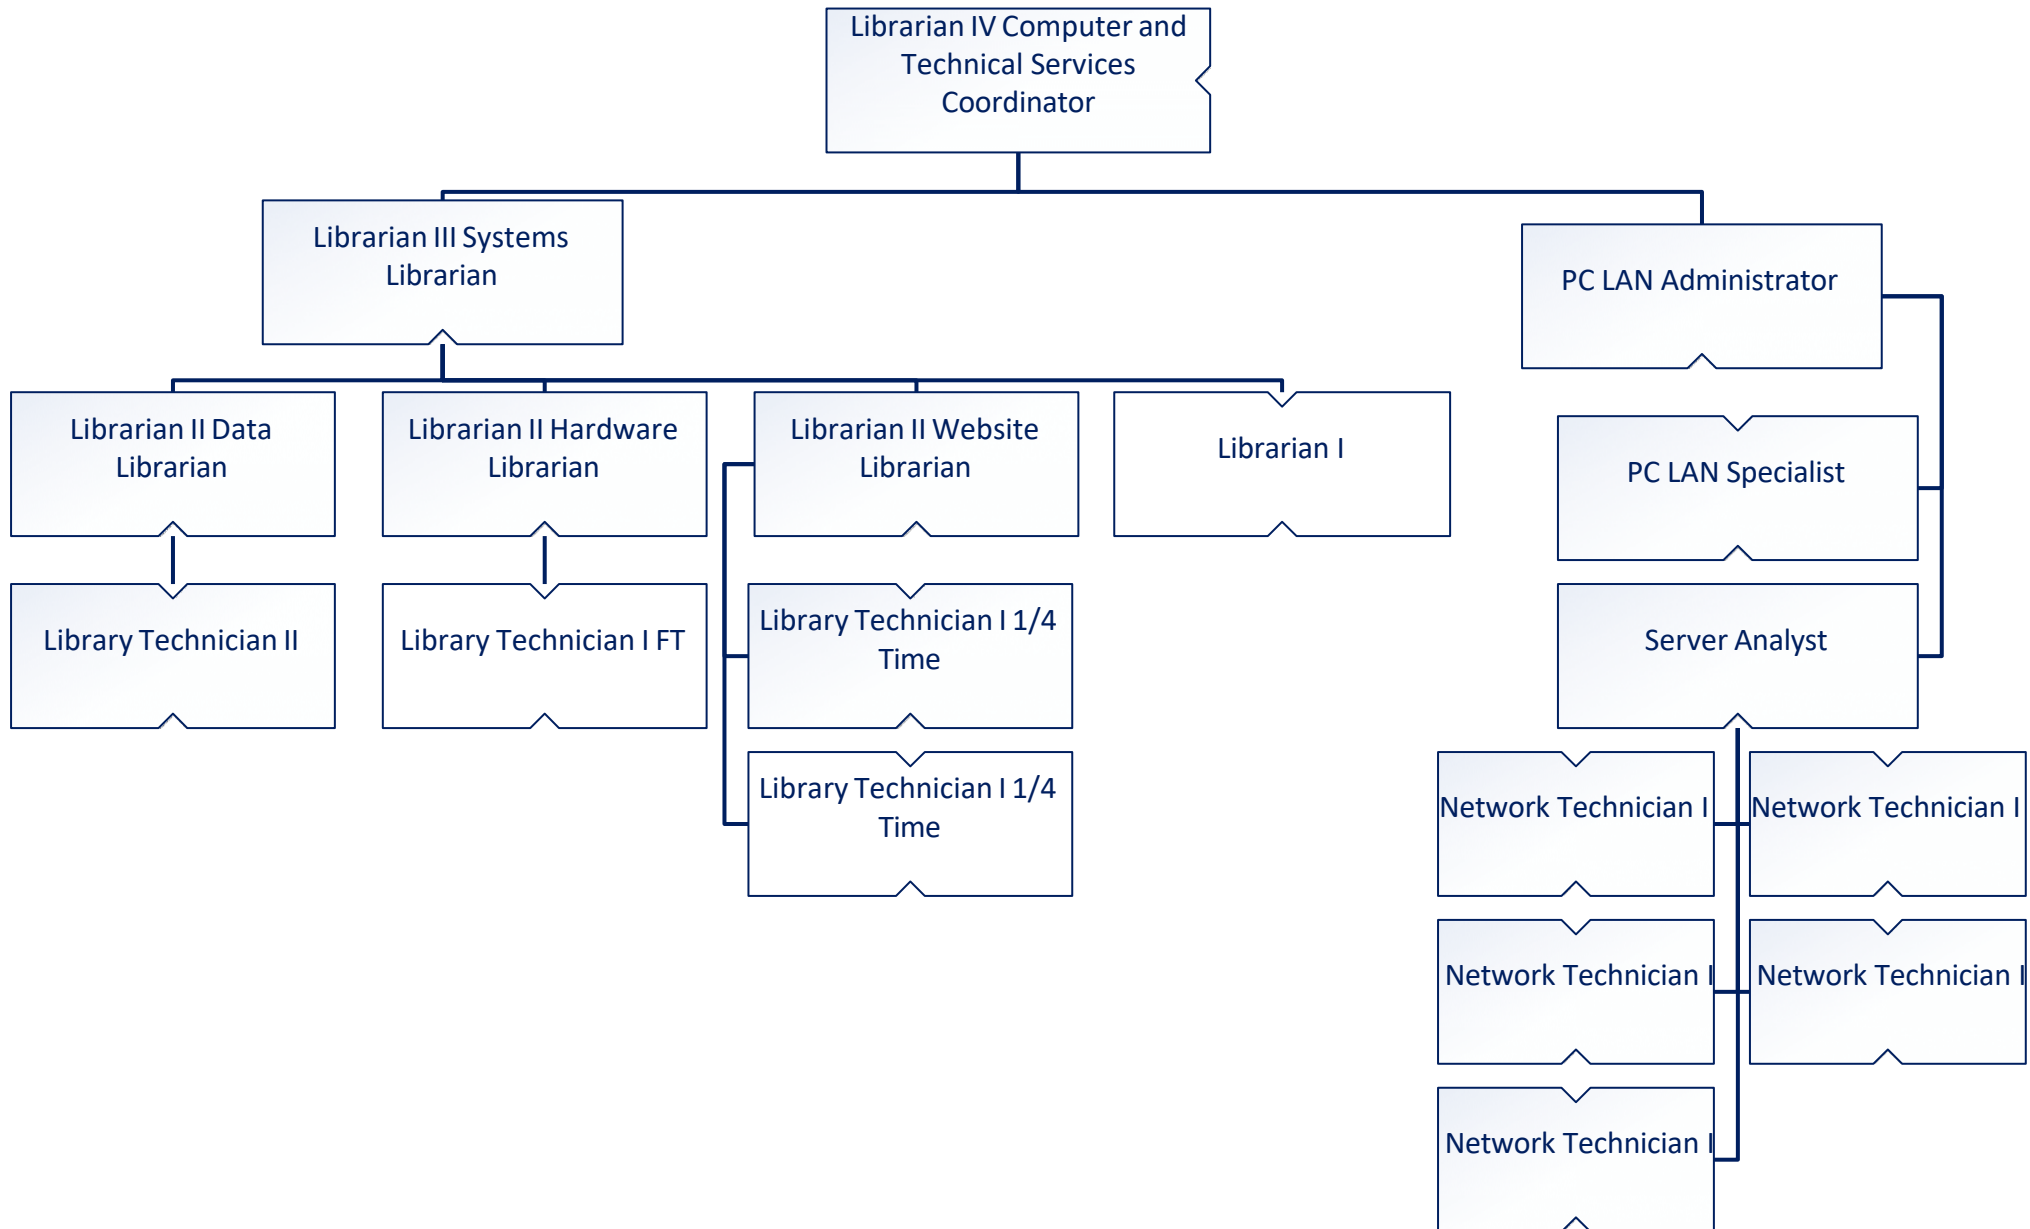 Librarian IV Computer and
Technical Services
Coordinator
Librarian III Systems
Librarian
PC LAN Administrator
Librarian II Data
Librarian
Librarian II Hardware
Librarian
Librarian II Website
Librarian
Librarian I
PC LAN Specialist
Library Technician II
Library Technician I FT
Library Technician I 1/4
Time
Server Analyst
Library Technician I 1/4
Time
Network Technician I
Network Technician I
Network Technician I
Network Technician I
Network Technician I